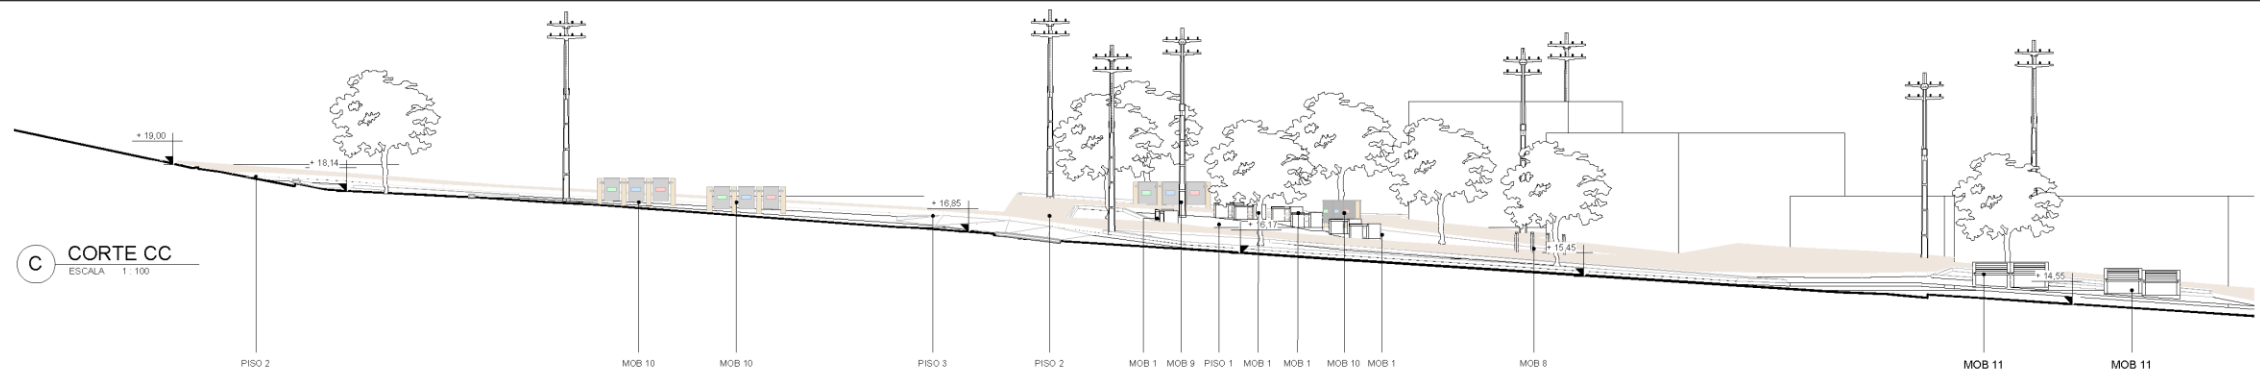 + 19,00
+ 18,14
+ 16,85
+ 16,17
+ 15,45
+ 14,55
C
CORTE CC
ESCALA 1 : 100
PISO 2
MOB 10
MOB 10
PISO 3
PISO 2
MOB 1
MOB 9
PISO 1
MOB 1
MOB 1
MOB 10
MOB 1
MOB 8
MOB 11
MOB 11